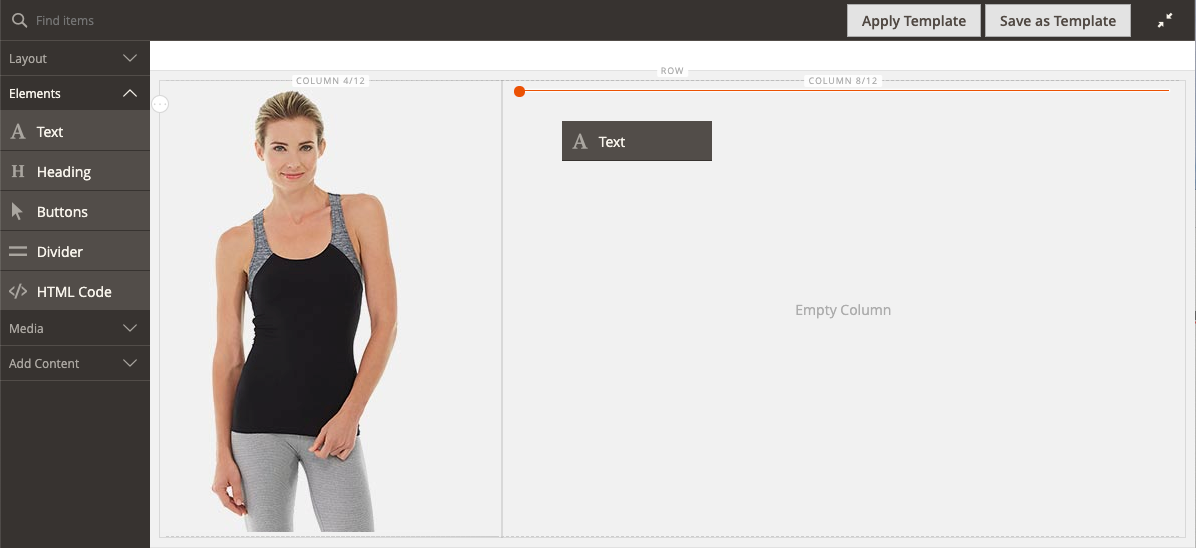 Find items
Apply Template
Save as Template
Layout
Elements
Text
Heading
Buttons
Divider
HTML Code
Media
Add Content
ROW
COLUMN 4/12
COLUMN 8/12
Text
Empty Column